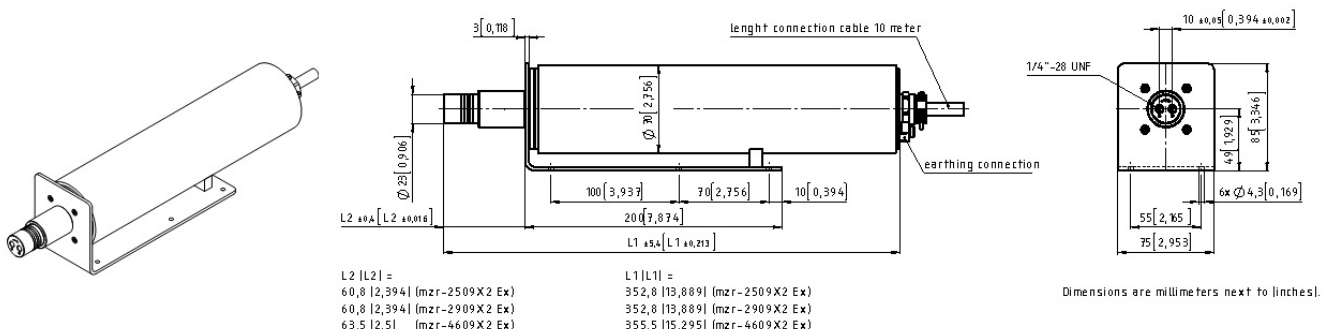 3[0,118]
lenght connection cable 10 meter
10 ±0,05[0,394 ±0,002]
1/4"-28 UNF
Ø 70[2,756]
Ø 23[0,906]
earthing connection
49[1,929]
85[3,346]
100[3,937]
70[2,756]
10[0,394]
6x Ø 4,3[0,169]
L2 ±0,4[L2 ±0,016]
200[7,874]
55[2,165]
L1 ±5,4[L1 ±0,213]
75[2,953]
L2 |L2| =
60,8 |2,394| (mzr-2509X2 Ex)
60,8 |2,394| (mzr-2909X2 Ex)
63,5 |2,5| (mzr-4609X2 Ex)
L1|L1| =
352,8 |13,889| (mzr-2509X2 Ex)
352,8 |13,889| (mzr-2909X2 Ex)
355,5 |15,295| (mzr-4609X2 Ex)
Dimensions are millimeters next to |inches|.